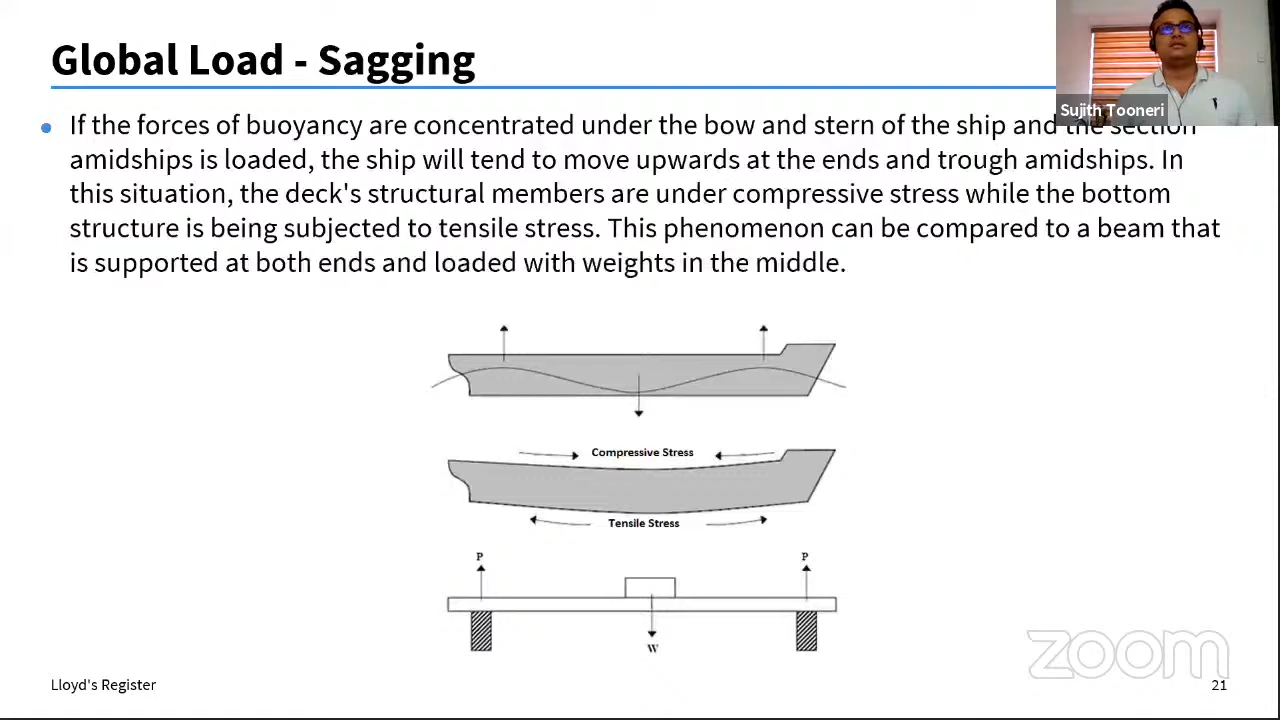 Global Load - Sagging
Sujith Tooneri
If the forces of buoyancy are concentrated under the bow and stern of the ship and the section
amidships is loaded, the ship will tend to move upwards at the ends and trough amidships. In
this situation, the deck's structural members are under compressive stress while the bottom
structure is being subjected to tensile stress. This phenomenon can be compared to a beam that
is supported at both ends and loaded with weights in the middle.
Compressive Stress
Tensile Stress
P P
W
zoom
Lloyd's Register 21